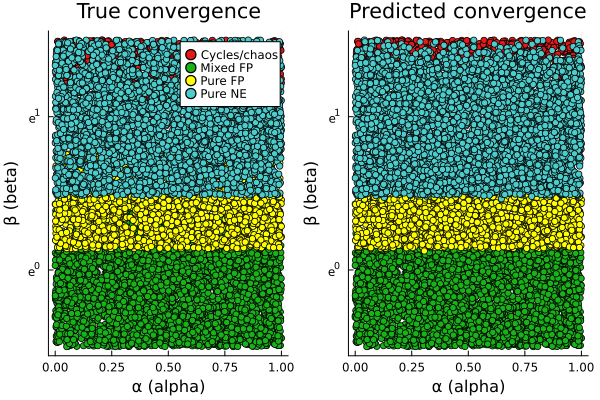 True convergence
Predicted convergence
Cycles/chaos
Mixed FP
Pure FP
Pure NE
β (beta)
e¹
e⁰
0.00 0.25 0.50 0.75 1.00
α (alpha)
β (beta)
e¹
e⁰
0.00 0.25 0.50 0.75 1.00
α (alpha)